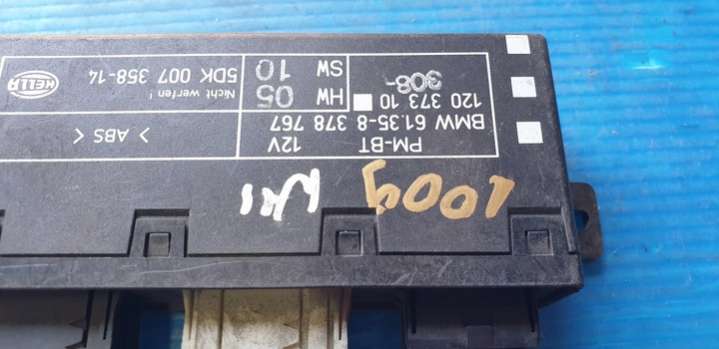 PM-BT 12V
BMW 61.35-8 378 767
> ABS <
120 373 10
308-
HW 05
SW 10
Nicht werfen!
5DK 007 358-14
HELLA